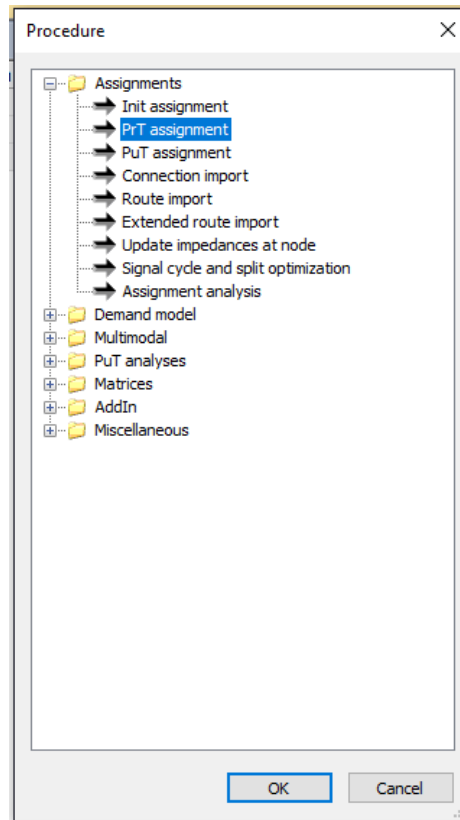 Procedure
Assignments
Init assignment
PrT assignment
PuT assignment
Connection import
Route import
Extended route import
Update impedances at node
Signal cycle and split optimization
Assignment analysis
Demand model
Multimodal
PuT analyses
Matrices
AddIn
Miscellaneous
OK
Cancel